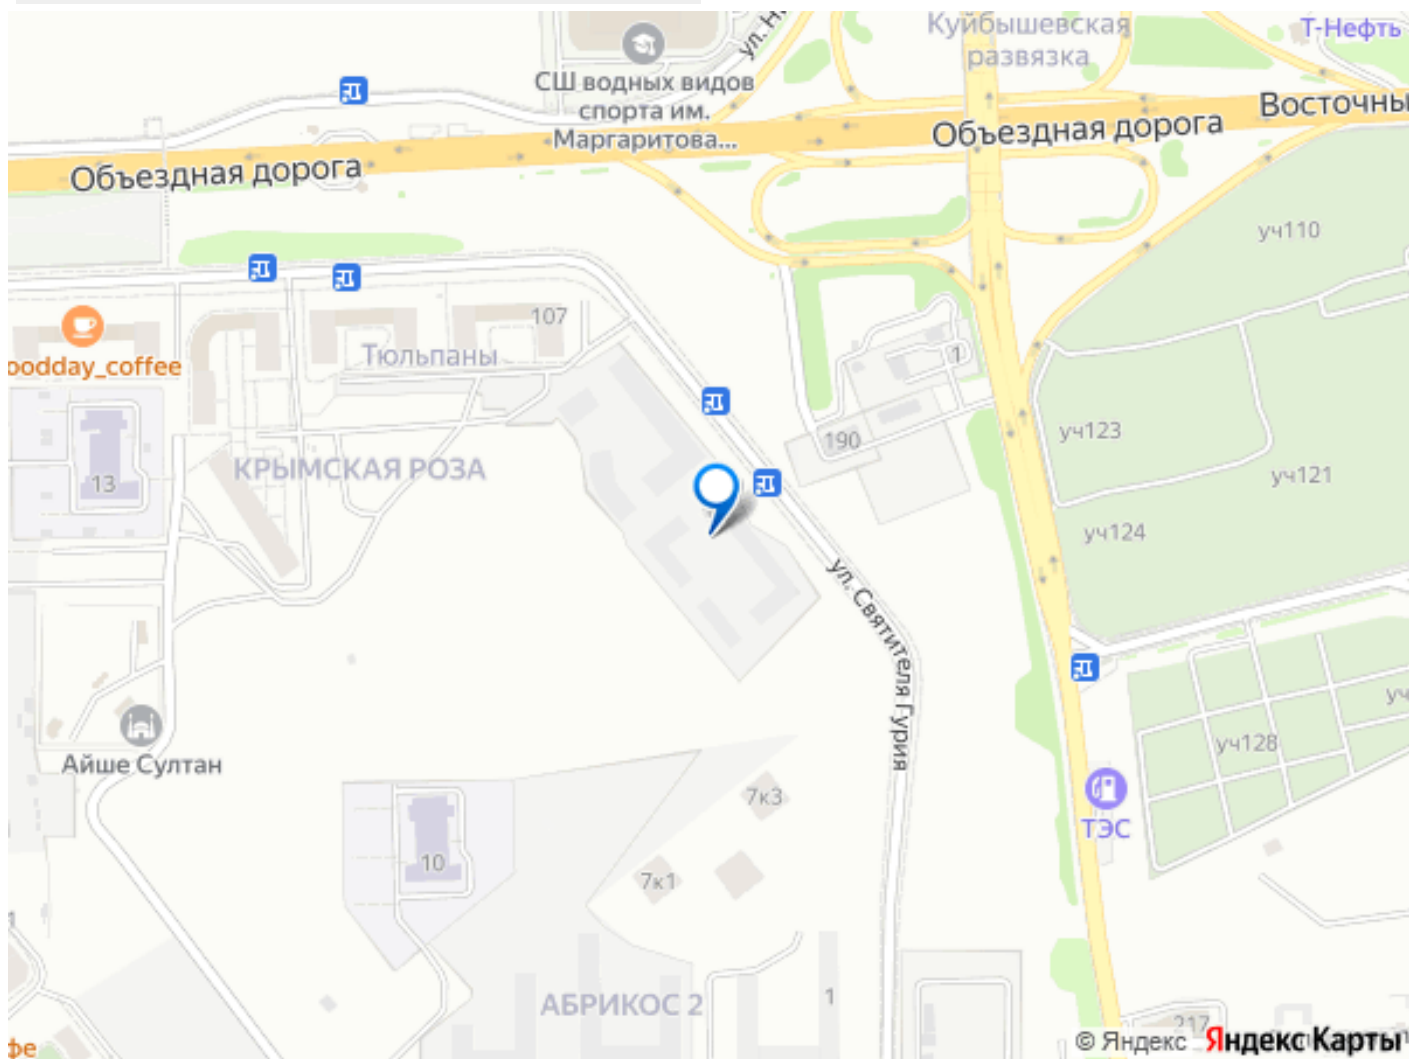 Куйбышевская
развязка
Т-Нефть
СШ водных видов
спорта им.
Маргаритова...
Объездная дорога
Восточны
Объездная дорога
уч110
107
Тюльпаны
oodday_coffee
1
190
уч123
уч121
уч124
КРЫМСКАЯ РОЗА
13
ул. Святителя Гурия
Айше Султан
уч128
7к3
ТЭС
7к1
10
АБРИКОС 2
1
217
фе
© Яндекс
Яндекс Карты